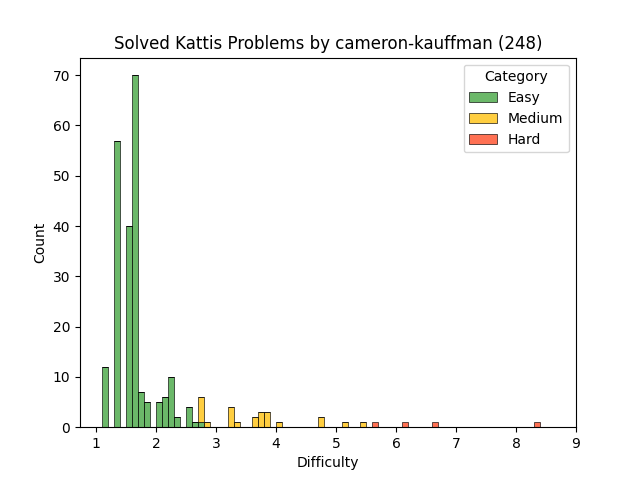 Solved Kattis Problems by cameron-kauffman (248)
Category
Easy
Medium
Hard
Count
70
60
50
40
30
20
10
0
1 2 3 4 5 6 7 8 9
Difficulty